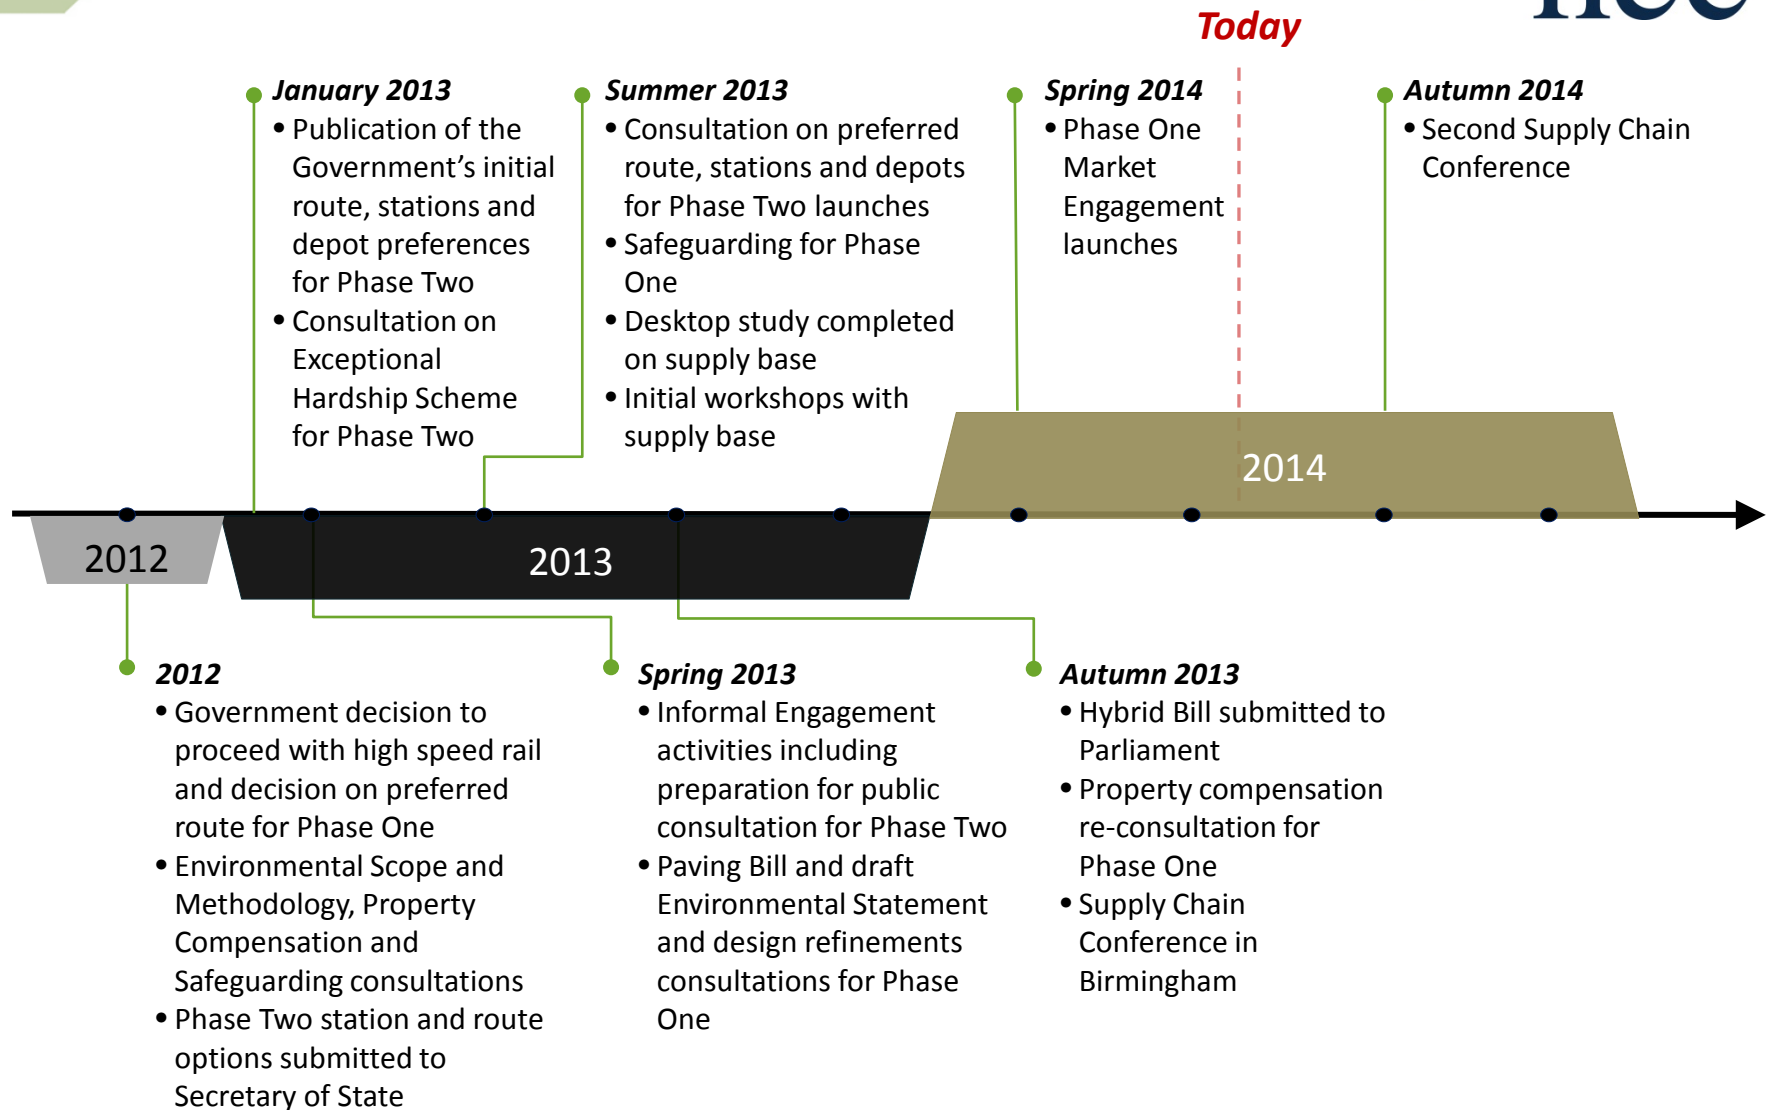 Today
January 2013
• Publication of the
Government’s initial
route, stations and
depot preferences
for Phase Two
• Consultation on
Exceptional
Hardship Scheme
for Phase Two
Summer 2013
• Consultation on preferred
route, stations and depots
for Phase Two launches
• Safeguarding for Phase
One
• Desktop study completed
on supply base
• Initial workshops with
supply base
Spring 2014
• Phase One
Market
Engagement
launches
Autumn 2014
• Second Supply Chain
Conference
2012
2013
2014
2012
• Government decision to
proceed with high speed rail
and decision on preferred
route for Phase One
• Environmental Scope and
Methodology, Property
Compensation and
Safeguarding consultations
• Phase Two station and route
options submitted to
Secretary of State
Spring 2013
• Informal Engagement
activities including
preparation for public
consultation for Phase Two
• Paving Bill and draft
Environmental Statement
and design refinements
consultations for Phase
One
Autumn 2013
• Hybrid Bill submitted to
Parliament
• Property compensation
re-consultation for
Phase One
• Supply Chain
Conference in
Birmingham